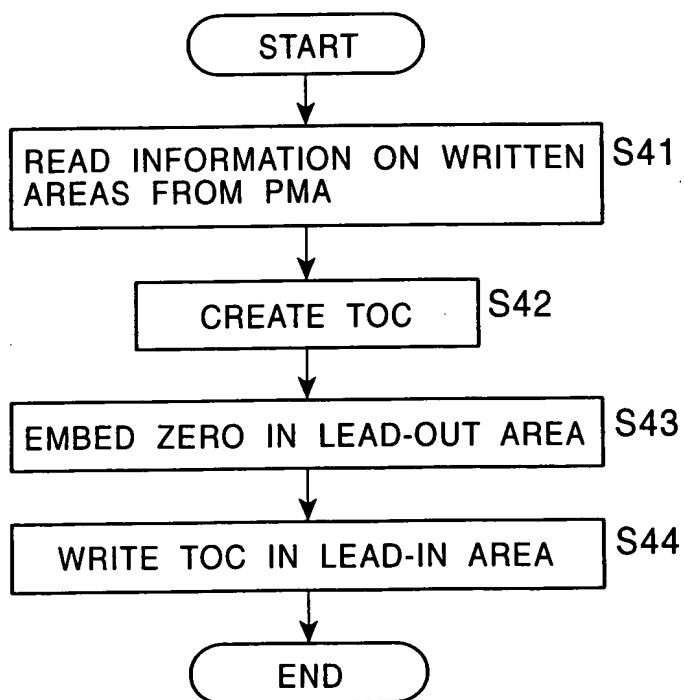 START
READ INFORMATION ON WRITTEN S41
AREAS FROM PMA
CREATE TOC S42
EMBED ZERO IN LEAD-OUT AREA S43
WRITE TOC IN LEAD-IN AREA S44
END